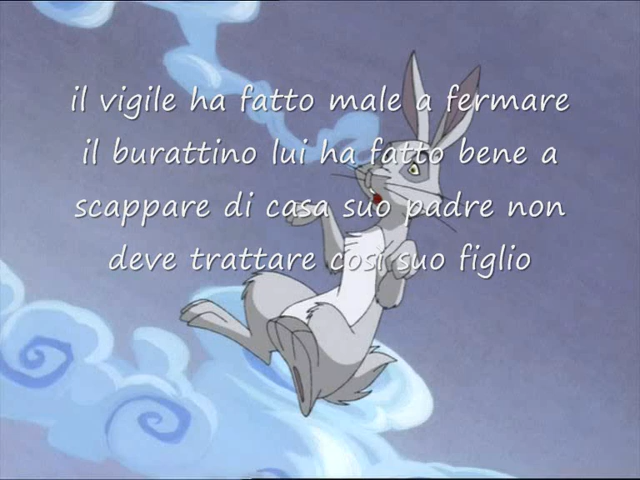 il vigile ha fatto male a fermare
il burattino lui ha fatto bene a
scappare di casa suo padre non
deve trattare così suo figlio